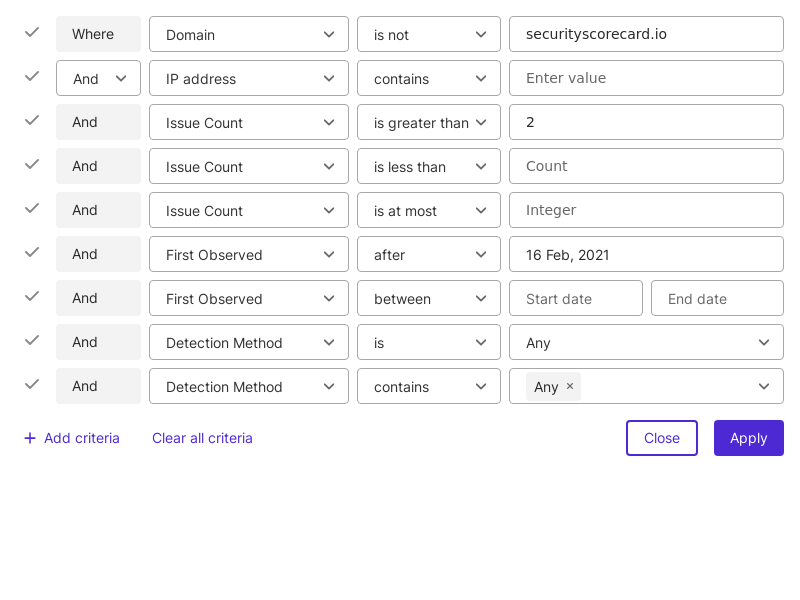 Where Domain is not securityscorecard.io
And IP address contains Enter value
And Issue Count is greater than 2
And Issue Count is less than Count
And Issue Count is at most Integer
And First Observed after 16 Feb, 2021
And First Observed between Start date End date
And Detection Method is Any
And Detection Method contains Any ×
+ Add criteria Clear all criteria Close Apply